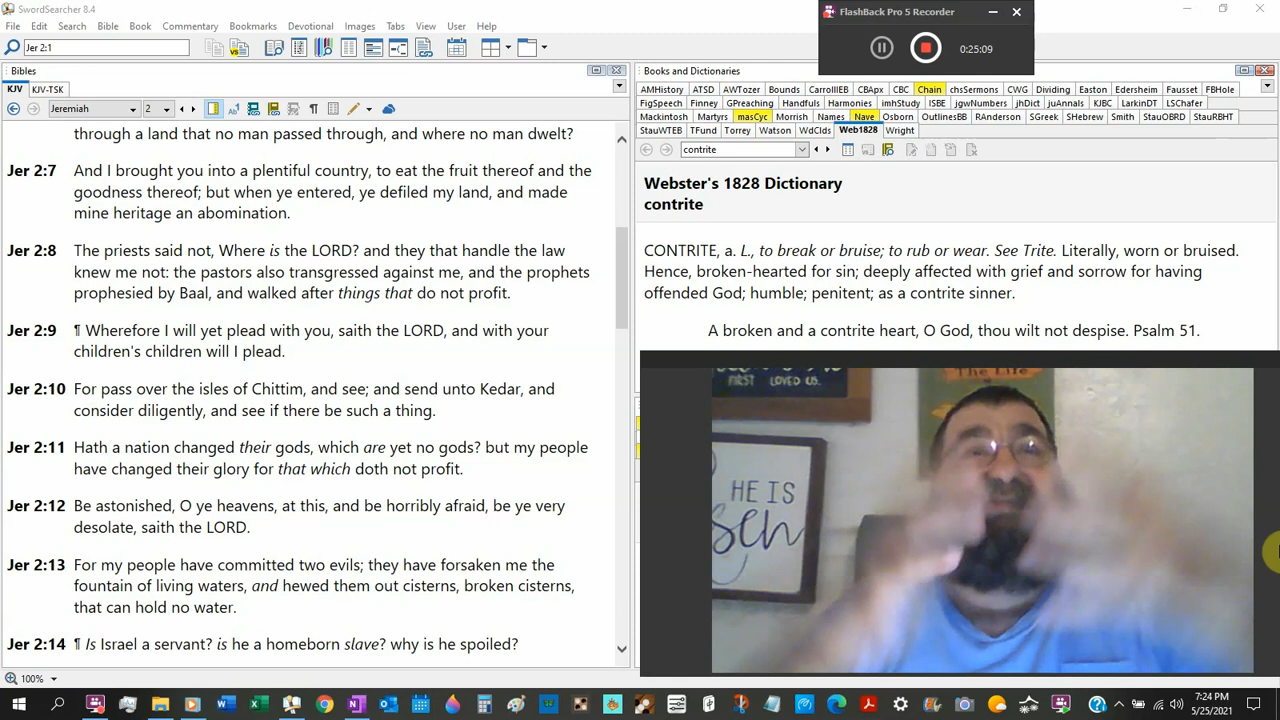 SwordSearcher 8.4
File Edit Search Bible Book Commentary Bookmarks Devotional Images Tabs View User Help
FlashBack Pro 5 Recorder
0:25:09
Jer 2:1
Bibles
KJV KJV-TSK
Jeremiah 2
through a land that no man passed through, and where no man dwelt?
Jer 2:7 And I brought you into a plentiful country, to eat the fruit thereof and the
goodness thereof; but when ye entered, ye defiled my land, and made
mine heritage an abomination.
Jer 2:8 The priests said not, Where is the LORD? and they that handle the law
knew me not: the pastors also transgressed against me, and the prophets
prophesied by Baal, and walked after things that do not profit.
Jer 2:9 ¶ Wherefore I will yet plead with you, saith the LORD, and with your
children's children will I plead.
Jer 2:10 For pass over the isles of Chittim, and see; and send unto Kedar, and
consider diligently, and see if there be such a thing.
Jer 2:11 Hath a nation changed their gods, which are yet no gods? but my people
have changed their glory for that which doth not profit.
Jer 2:12 Be astonished, O ye heavens, at this, and be horribly afraid, be ye very
desolate, saith the LORD.
Jer 2:13 For my people have committed two evils; they have forsaken me the
fountain of living waters, and hewed them out cisterns, broken cisterns,
that can hold no water.
Jer 2:14 ¶ Is Israel a servant? is he a homeborn slave? why is he spoiled?
100%
Books and Dictionaries
AMHistory ATSD AWTozer Bounds CarrollIEB CBApx CBC Chain chsSermons CWG Dividing Easton Edersheim Fausset FBHole
FigSpeech Finney GPreaching Handfuls Harmonies imhStudy ISBE jgwNumbers jhDict juAnnals KJBC LarkinDT LSChafer
Mackintosh Martyrs masCyc Morrish Names Nave Osborn OutlinesBB RAnderson SGreek SHebrew Smith StauOBRD StauRBHT
StauWTEB TFund Torrey Watson WdClds Web1828 Wright
contrite
Webster's 1828 Dictionary
contrite
CONTRITE, a. L., to break or bruise; to rub or wear. See Trite. Literally, worn or bruised.
Hence, broken-hearted for sin; deeply affected with grief and sorrow for having
offended God; humble; penitent; as a contrite sinner.
A broken and a contrite heart, O God, thou wilt not despise. Psalm 51.
FIRST LOVED US.
The Life
HE IS
sen
7:24 PM
5/25/2021